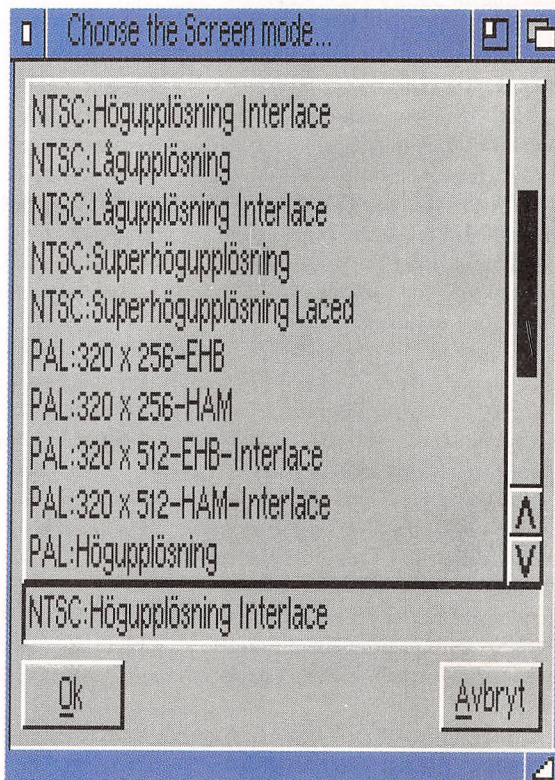 Choose the Screen mode...
NTSC:Högupplösning Interlace
NTSC:Lågupplösning
NTSC:Lågupplösning Interlace
NTSC:Superhögupplösning
NTSC:Superhögupplösning Laced
PAL:320 x 256-EHB
PAL:320 x 256-HAM
PAL:320 x 512-EHB-Interlace
PAL:320 x 512-HAM-Interlace
PAL:Högupplösning
NTSC:Högupplösning Interlace
Ok
Avbryt